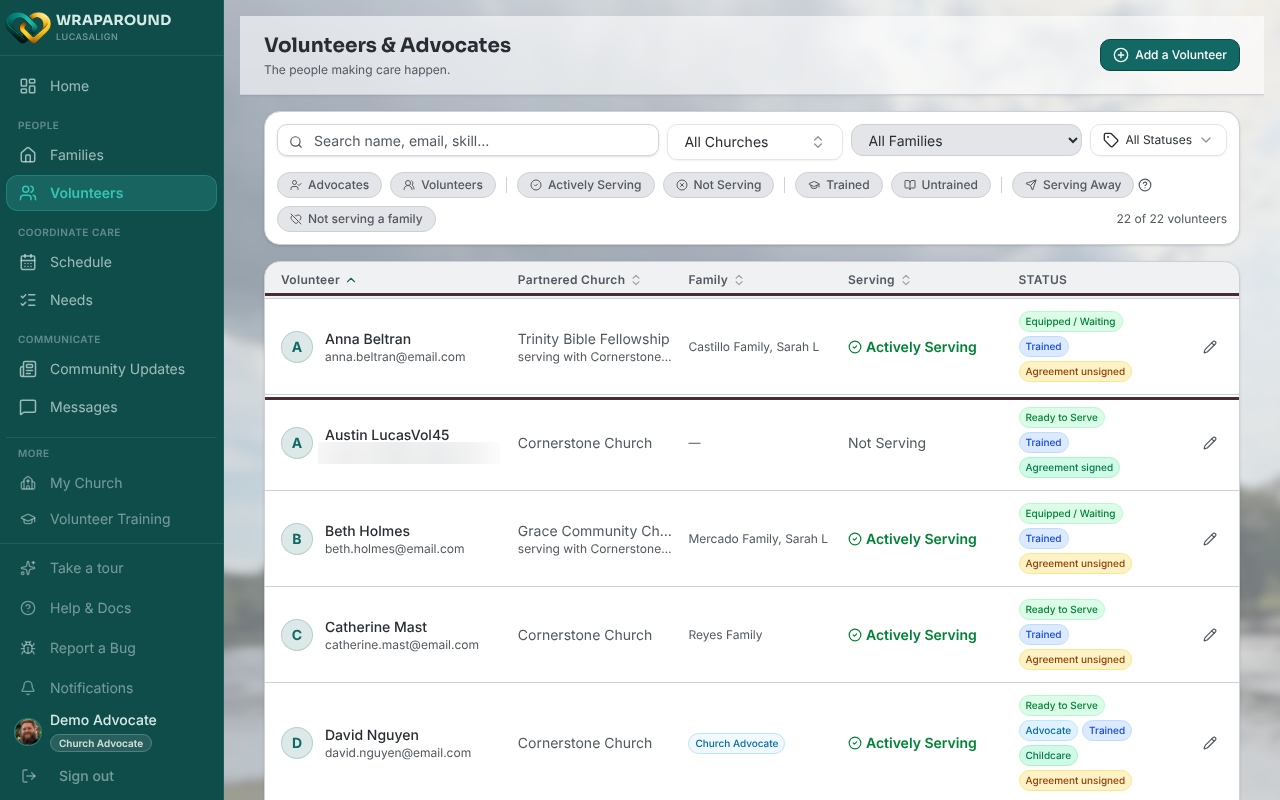 WRAPAROUND
LUCASALIGN
Home
PEOPLE
Families
Volunteers
COORDINATE CARE
Schedule
Needs
COMMUNICATE
Community Updates
Messages
MORE
My Church
Volunteer Training
Take a tour
Help & Docs
Report a Bug
Notifications
Demo Advocate
Church Advocate
Sign out
Volunteers & Advocates
The people making care happen.
Add a Volunteer
Search name, email, skill...
All Churches
All Families
All Statuses
Advocates
Volunteers
Actively Serving
Not Serving
Trained
Untrained
Serving Away
Not serving a family
22 of 22 volunteers
Volunteer
Partnered Church
Family
Serving
STATUS
A
Anna Beltran
anna.beltran@email.com
Trinity Bible Fellowship
serving with Cornerstone...
Castillo Family, Sarah L
Actively Serving
Equipped / Waiting
Trained
Agreement unsigned
A
Austin LucasVol45
Cornerstone Church
—
Not Serving
Ready to Serve
Trained
Agreement signed
B
Beth Holmes
beth.holmes@email.com
Grace Community Ch...
serving with Cornerstone...
Mercado Family, Sarah L
Actively Serving
Equipped / Waiting
Trained
Agreement unsigned
C
Catherine Mast
catherine.mast@email.com
Cornerstone Church
Reyes Family
Actively Serving
Ready to Serve
Trained
Agreement unsigned
D
David Nguyen
david.nguyen@email.com
Cornerstone Church
Church Advocate
Actively Serving
Ready to Serve
Advocate Trained
Childcare
Agreement unsigned